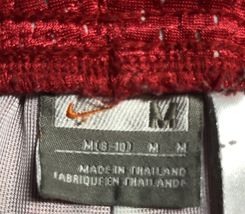 M
M(8-10) M M
MADE IN THAILAND
FABRIQUE EN THAILANDE